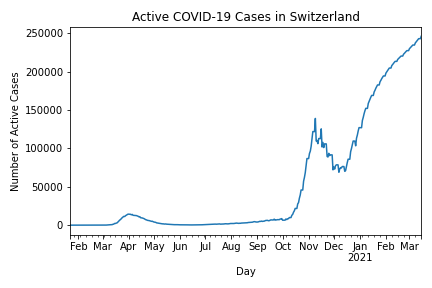 Active COVID-19 Cases in Switzerland
Number of Active Cases
250000
200000
150000
100000
50000
0
Feb Mar Apr May Jun Jul Aug Sep Oct Nov Dec Jan Feb Mar
2021
Day